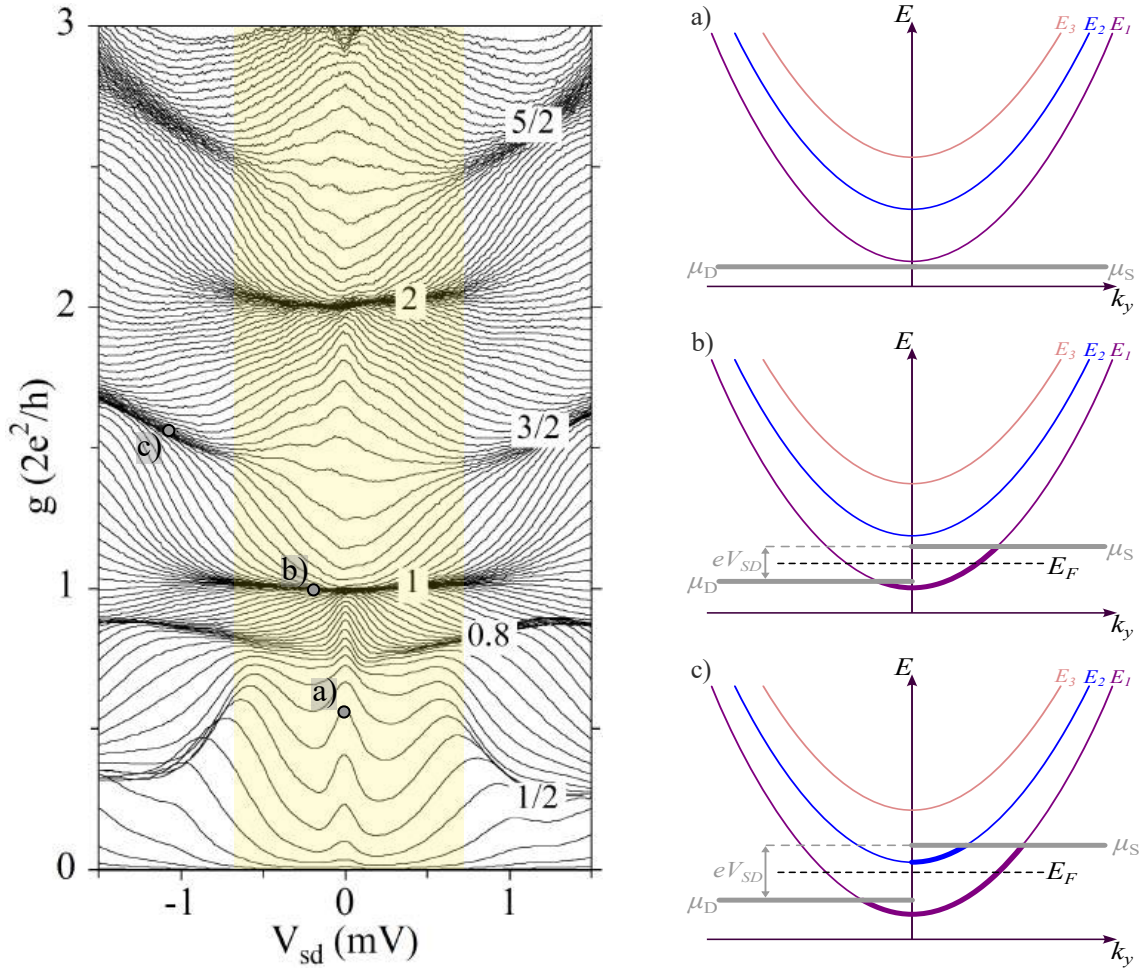 3
5/2
2
2
c)
3/2
g (2e²/h)
b)
1
1
0.8
a)
1/2
0
-1
0
1
V_sd (mV)
a)
E
E₃ E₂ E₁
μ_D
μ_S
k_y
b)
E
E₃ E₂ E₁
eV_SD
μ_S
μ_D
E_F
k_y
c)
E
E₃ E₂ E₁
eV_SD
μ_S
E_F
μ_D
k_y